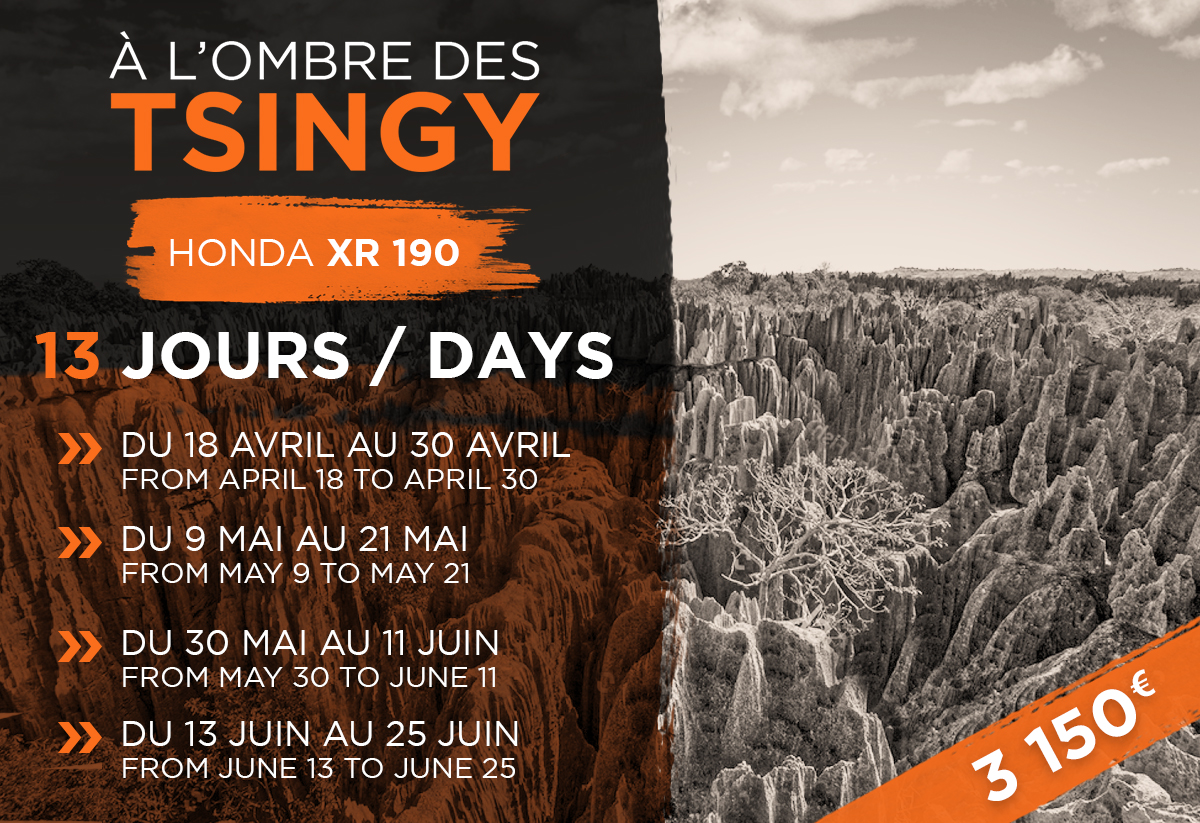 À L'OMBRE DES
TSINGY
HONDA XR 190
13 JOURS / DAYS
DU 18 AVRIL AU 30 AVRIL
FROM APRIL 18 TO APRIL 30
DU 9 MAI AU 21 MAI
FROM MAY 9 TO MAY 21
DU 30 MAI AU 11 JUIN
FROM MAY 30 TO JUNE 11
DU 13 JUIN AU 25 JUIN
FROM JUNE 13 TO JUNE 25
3 150€